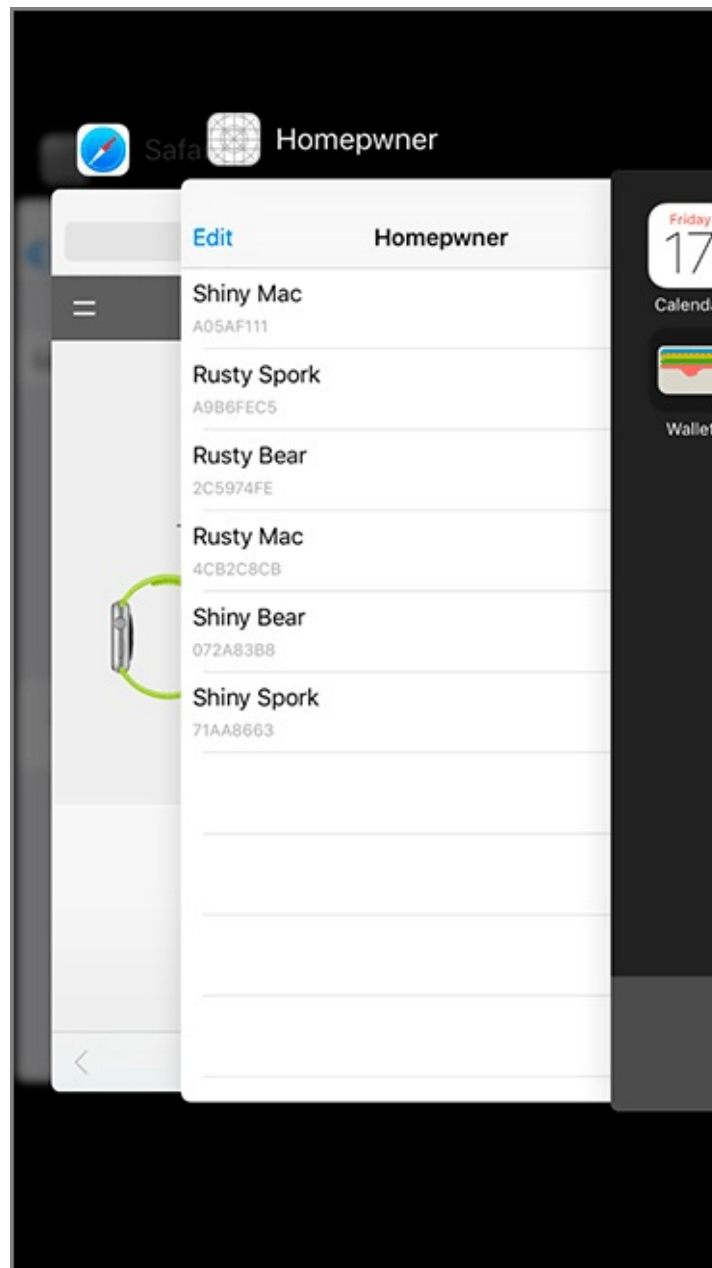 Safa
Homepwner
Edit
Homepwner
Shiny Mac
A05AF111
Rusty Spork
A9B6FEC5
Rusty Bear
2C5974FE
Rusty Mac
4CB2C8CB
Shiny Bear
072A83B8
Shiny Spork
71AA8663
Friday
17
Calenda
Wallet